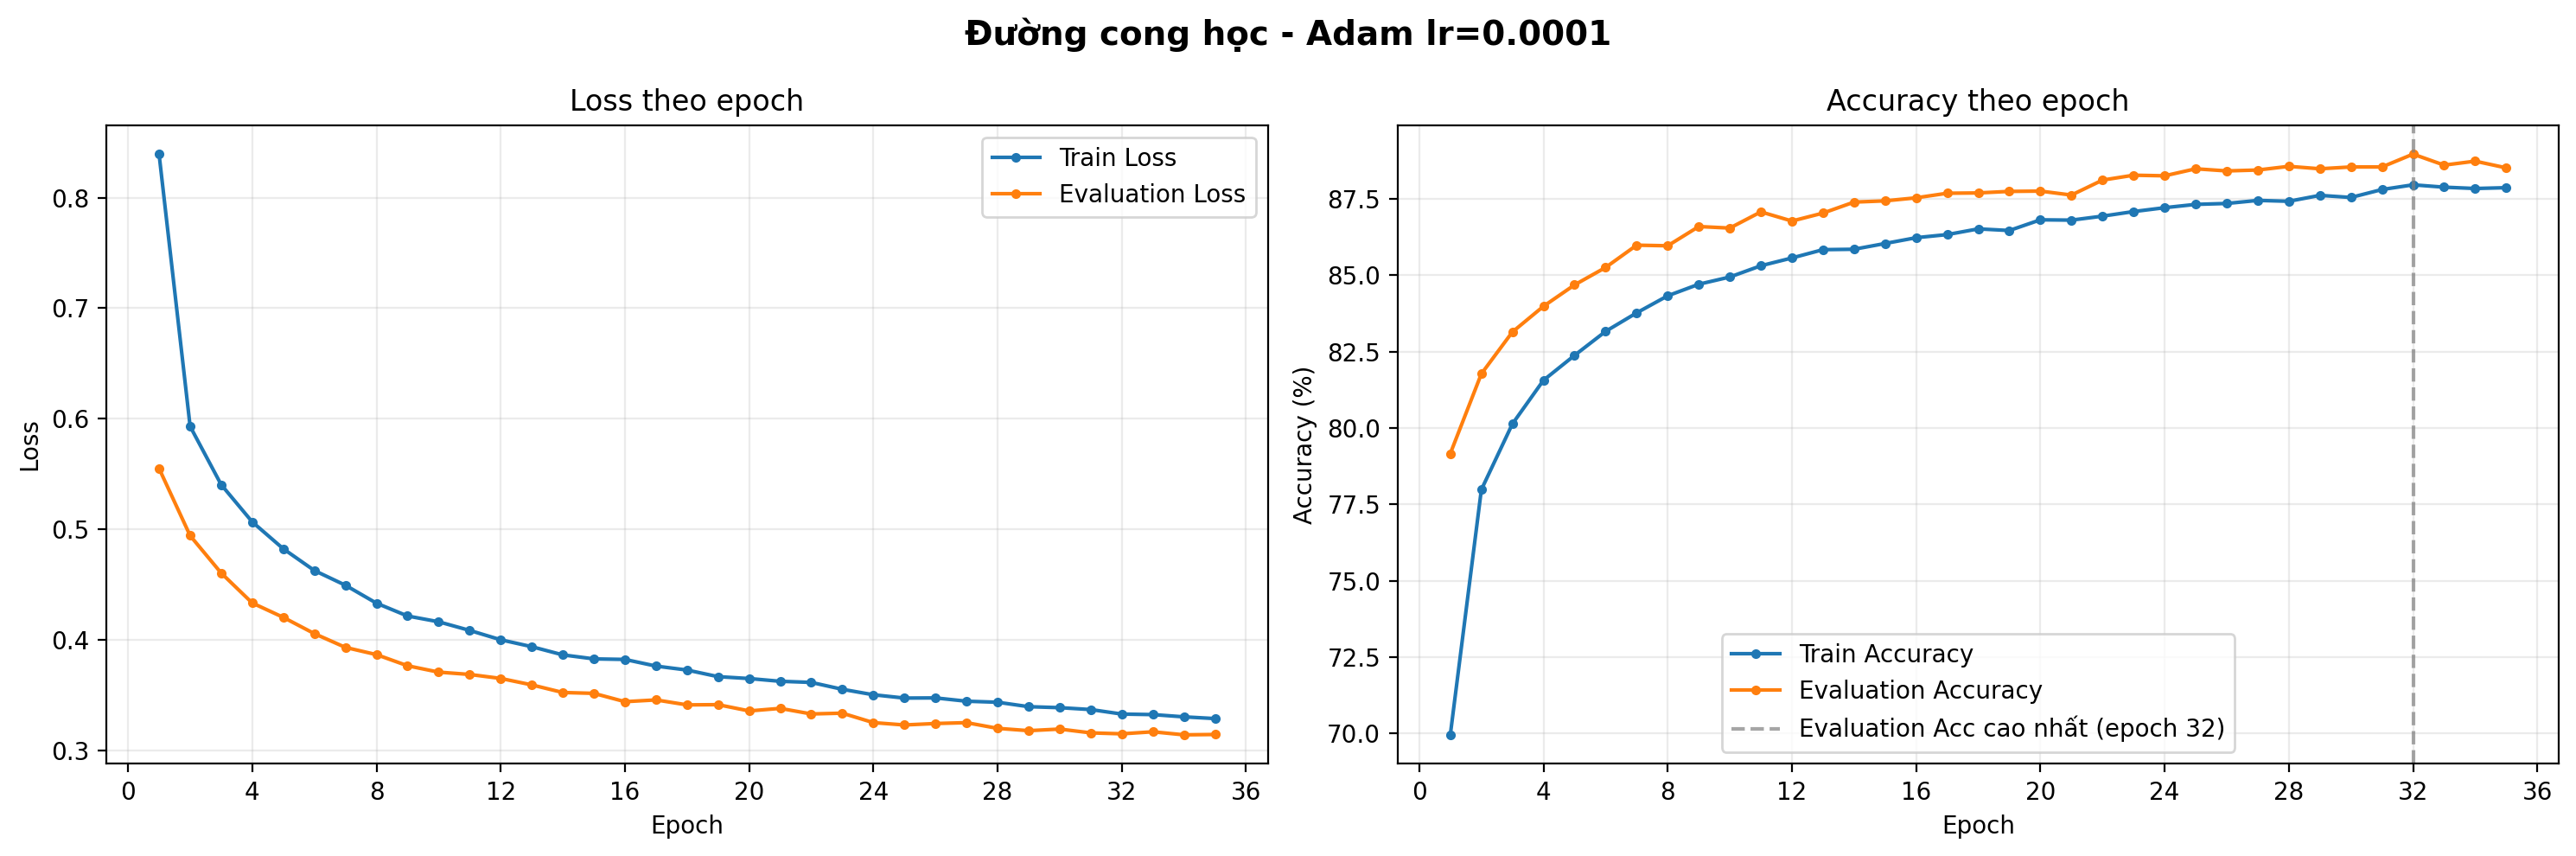 Đường cong học - Adam lr=0.0001
Loss theo epoch
Loss
0.8
0.7
0.6
0.5
0.4
0.3
0 4 8 12 16 20 24 28 32 36
Epoch
Train Loss
Evaluation Loss
Accuracy theo epoch
Accuracy (%)
87.5
85.0
82.5
80.0
77.5
75.0
72.5
70.0
0 4 8 12 16 20 24 28 32 36
Epoch
Train Accuracy
Evaluation Accuracy
Evaluation Acc cao nhất (epoch 32)